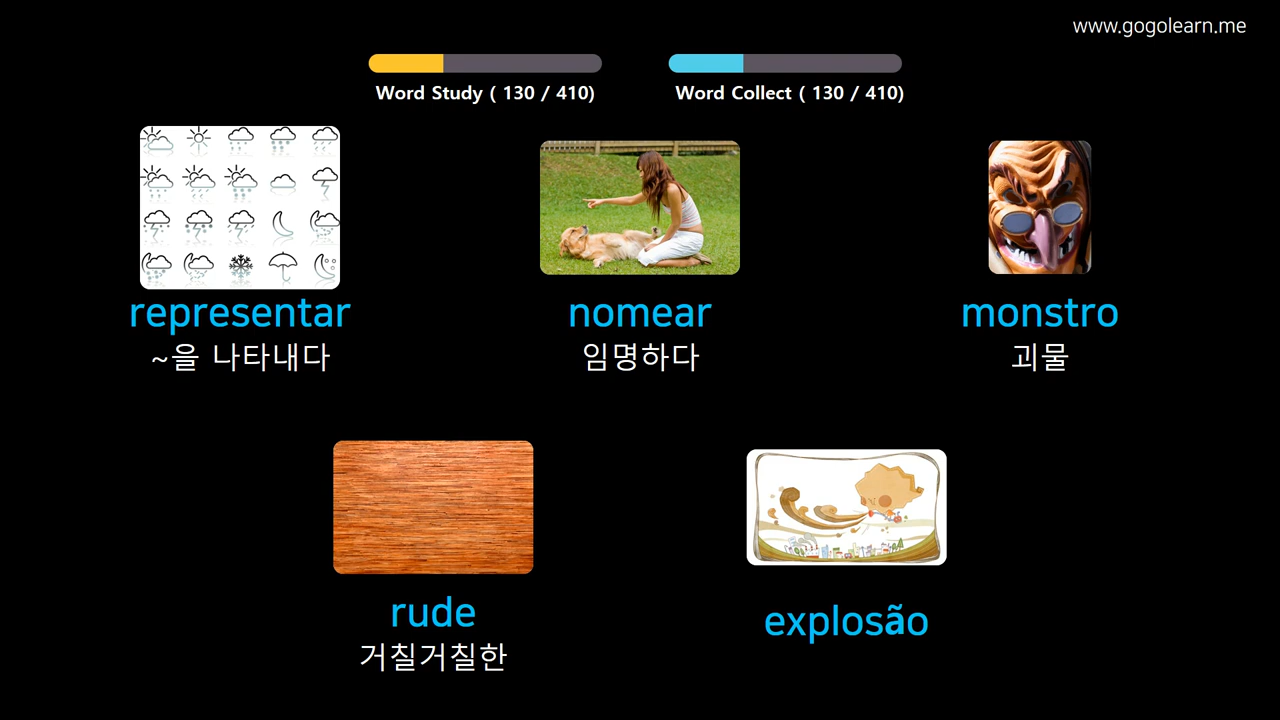 www.gogolearn.me
Word Study ( 130 / 410)
Word Collect ( 130 / 410)
representar
~을 나타내다
nomear
임명하다
monstro
괴물
rude
거칠거칠한
explosão